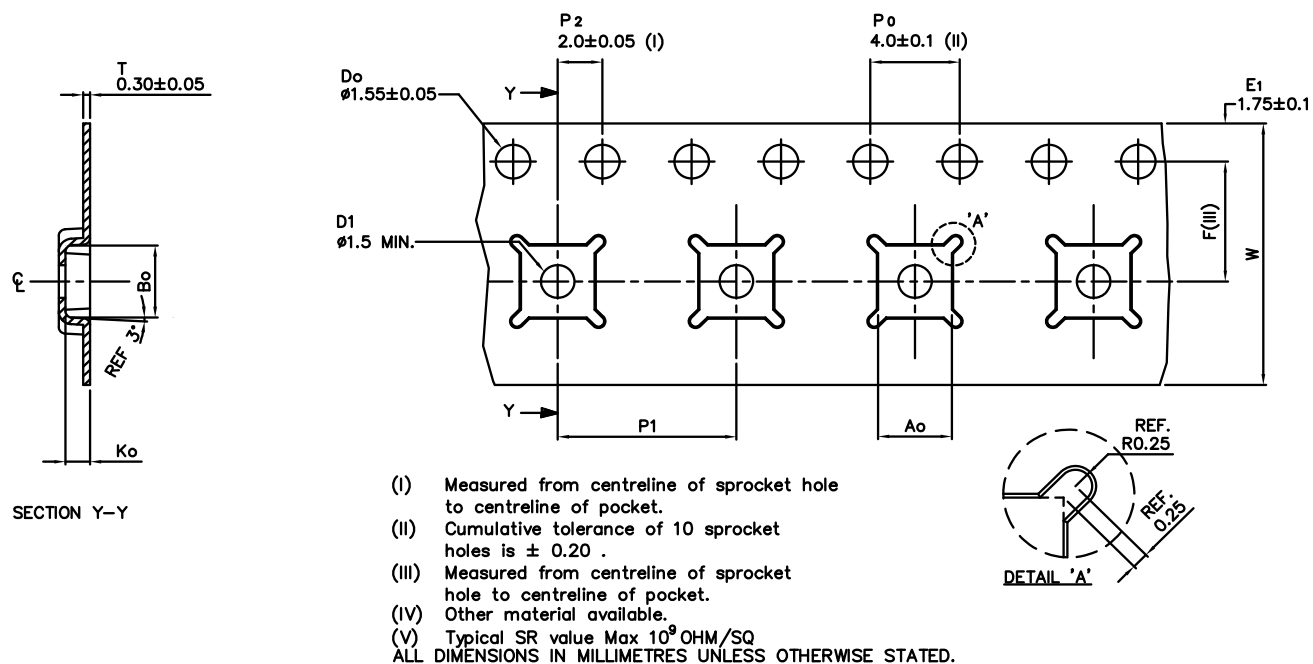 P2
2.0±0.05 (I)
Po
4.0±0.1 (II)
T
0.30±0.05
Do
ø1.55±0.05
Y
E1
1.75±0.1
D1
ø1.5 MIN.
'A'
F(III)
W
℄
Bo
REF 3°
Y
P1
Ao
Ko
SECTION Y-Y
REF.
R0.25
REF.
0.25
DETAIL 'A'
(I) Measured from centreline of sprocket hole
to centreline of pocket.
(II) Cumulative tolerance of 10 sprocket
holes is ± 0.20 .
(III) Measured from centreline of sprocket
hole to centreline of pocket.
(IV) Other material available.
(V) Typical SR value Max 10⁹ OHM/SQ
ALL DIMENSIONS IN MILLIMETRES UNLESS OTHERWISE STATED.